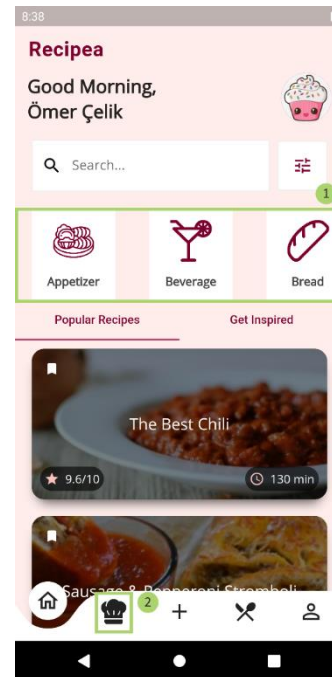 8:38
Recipea
Good Morning,
Ömer Çelik
Search...
1
Appetizer
Beverage
Bread
Popular Recipes
Get Inspired
The Best Chili
9.6/10
130 min
Sausage & Pepperoni Stromboli
2